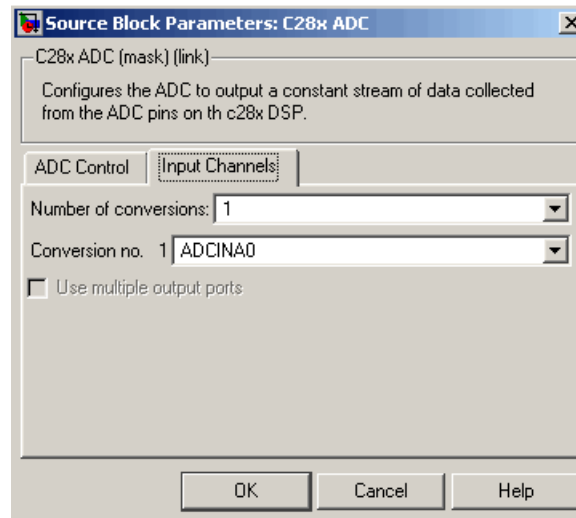 Source Block Parameters: C28x ADC
C28x ADC (mask) (link)
Configures the ADC to output a constant stream of data collected
from the ADC pins on th c28x DSP.
ADC Control Input Channels
Number of conversions: 1
Conversion no. 1 ADCINA0
Use multiple output ports
OK Cancel Help